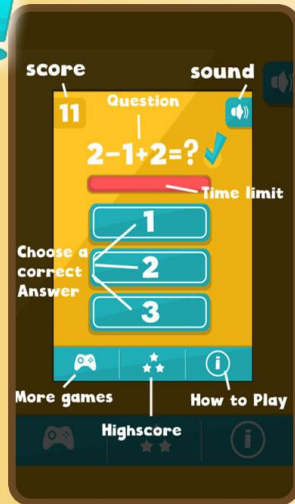 score
sound
11
Question
2-1+2=?
Time limit
1
Choose a
correct
Answer
2
3
More games
How to Play
Highscore